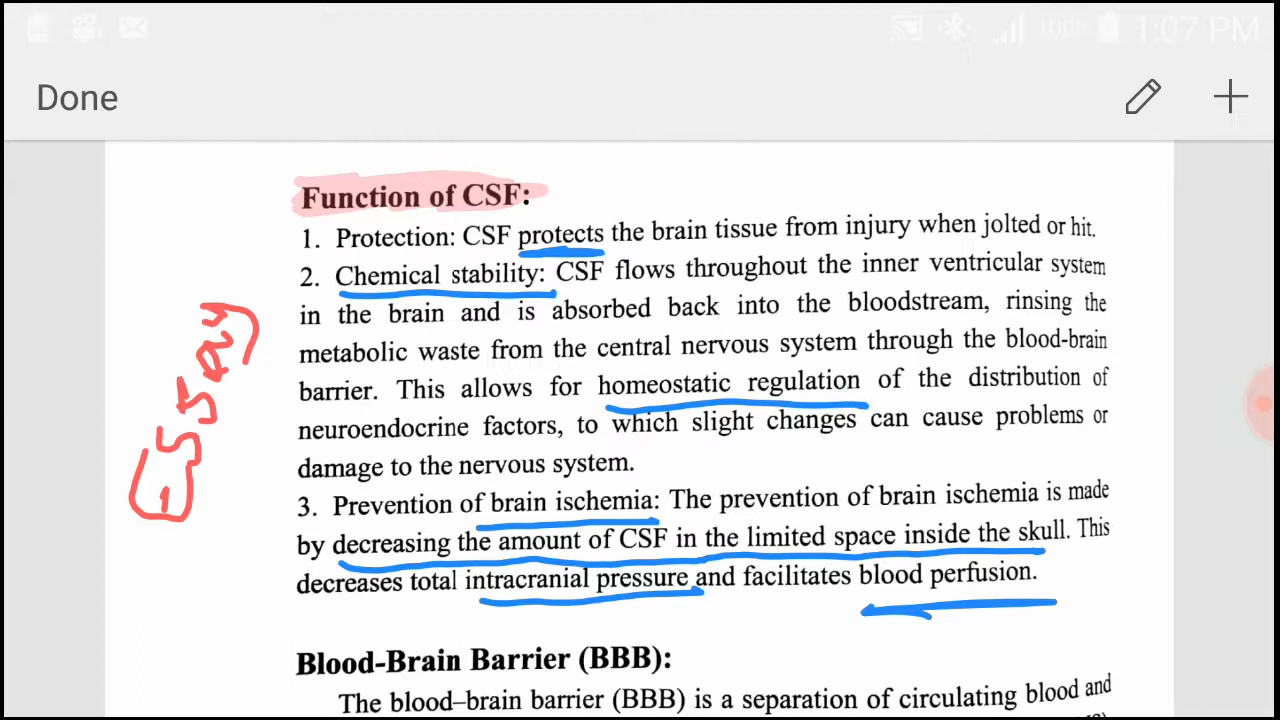 100% 1:07 PM
Done
Function of CSF:
1. Protection: CSF protects the brain tissue from injury when jolted or hit.
2. Chemical stability: CSF flows throughout the inner ventricular system
in the brain and is absorbed back into the bloodstream, rinsing the
metabolic waste from the central nervous system through the blood-brain
barrier. This allows for homeostatic regulation of the distribution of
neuroendocrine factors, to which slight changes can cause problems or
damage to the nervous system.
3. Prevention of brain ischemia: The prevention of brain ischemia is made
by decreasing the amount of CSF in the limited space inside the skull. This
decreases total intracranial pressure and facilitates blood perfusion.
Essay
Blood-Brain Barrier (BBB):
The blood–brain barrier (BBB) is a separation of circulating blood and